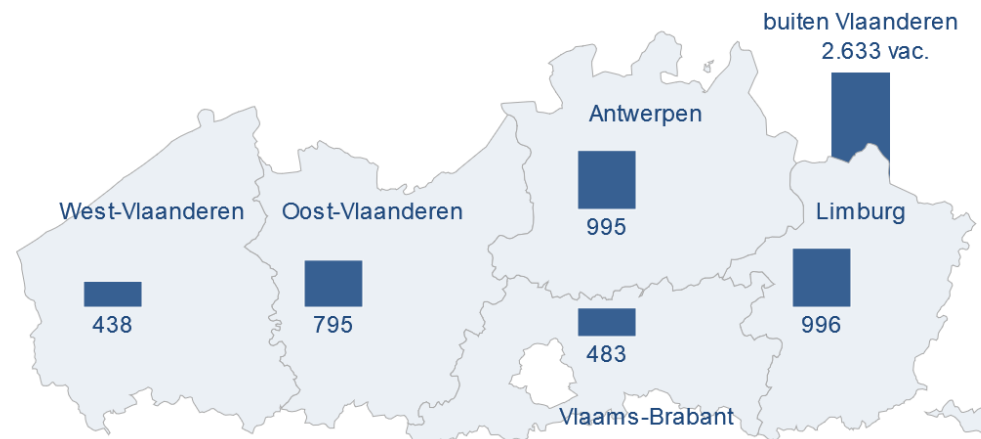 buiten Vlaanderen
2.633 vac.
Antwerpen
995
West-Vlaanderen
438
Oost-Vlaanderen
795
Limburg
996
483
Vlaams-Brabant